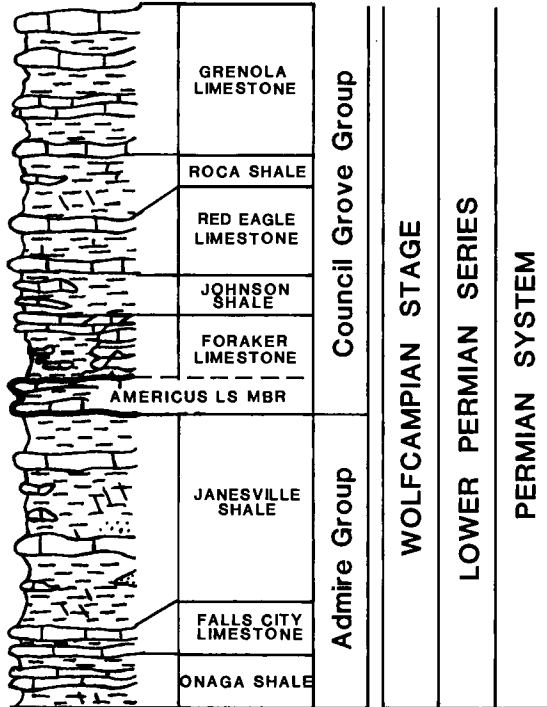 GRENOLA
LIMESTONE
ROCA SHALE
RED EAGLE
LIMESTONE
JOHNSON
SHALE
FORAKER
LIMESTONE
AMERICUS LS MBR
JANESVILLE
SHALE
FALLS CITY
LIMESTONE
ONAGA SHALE
Council Grove Group
Admire Group
WOLFCAMPIAN STAGE
LOWER PERMIAN SERIES
PERMIAN SYSTEM